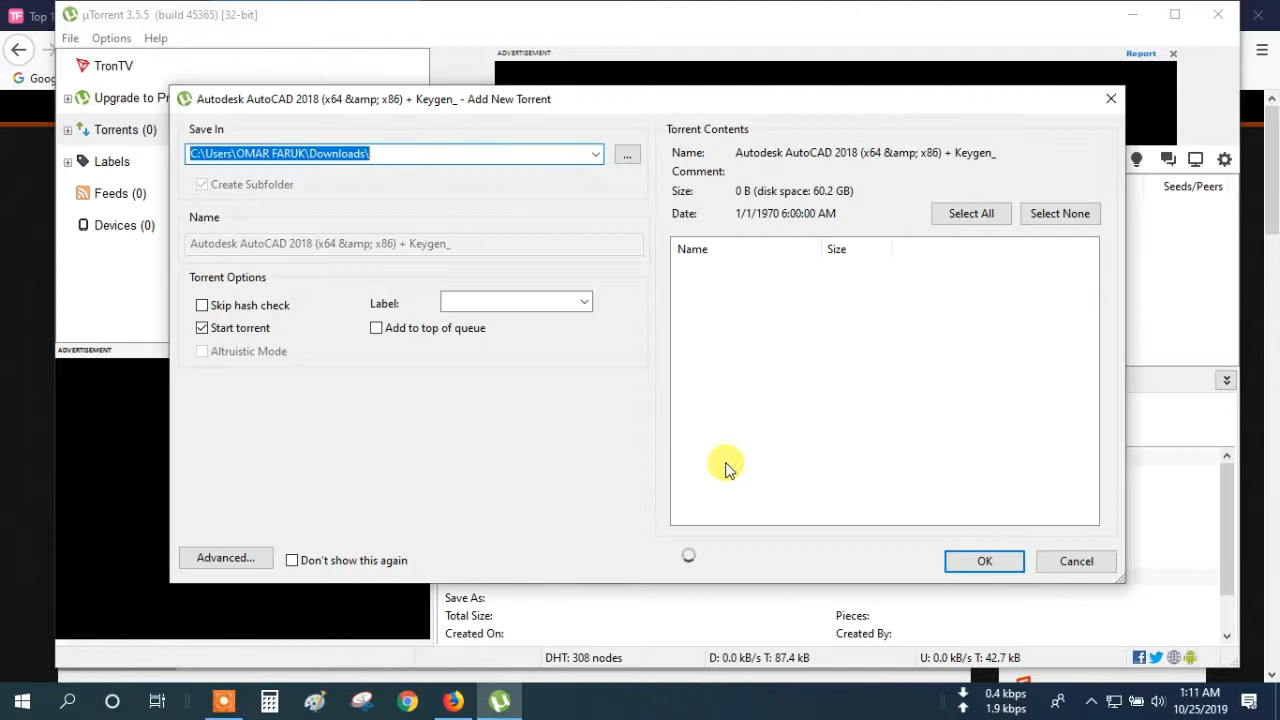 Top 1
µTorrent 3.5.5 (build 45365) [32-bit]
File Options Help
Goog
TronTV
Upgrade to Pr
Torrents (0)
Labels
Feeds (0)
Devices (0)
ADVERTISEMENT
ADVERTISEMENT
Report
Seeds/Peers
Autodesk AutoCAD 2018 (x64 &amp; x86) + Keygen_ - Add New Torrent
Save In
C:\Users\OMAR FARUK\Downloads\
...
Create Subfolder
Name
Autodesk AutoCAD 2018 (x64 &amp; x86) + Keygen_
Torrent Options
Skip hash check
Label:
Start torrent
Add to top of queue
Altruistic Mode
Advanced...
Don't show this again
Torrent Contents
Name: Autodesk AutoCAD 2018 (x64 &amp; x86) + Keygen_
Comment:
Size: 0 B (disk space: 60.2 GB)
Date: 1/1/1970 6:00:00 AM
Select All
Select None
Name Size
OK
Cancel
Save As:
Total Size:
Pieces:
Created On:
Created By:
DHT: 308 nodes
D: 0.0 kB/s T: 87.4 kB
U: 0.0 kB/s T: 42.7 kB
0.4 kbps
1.9 kbps
1:11 AM
10/25/2019